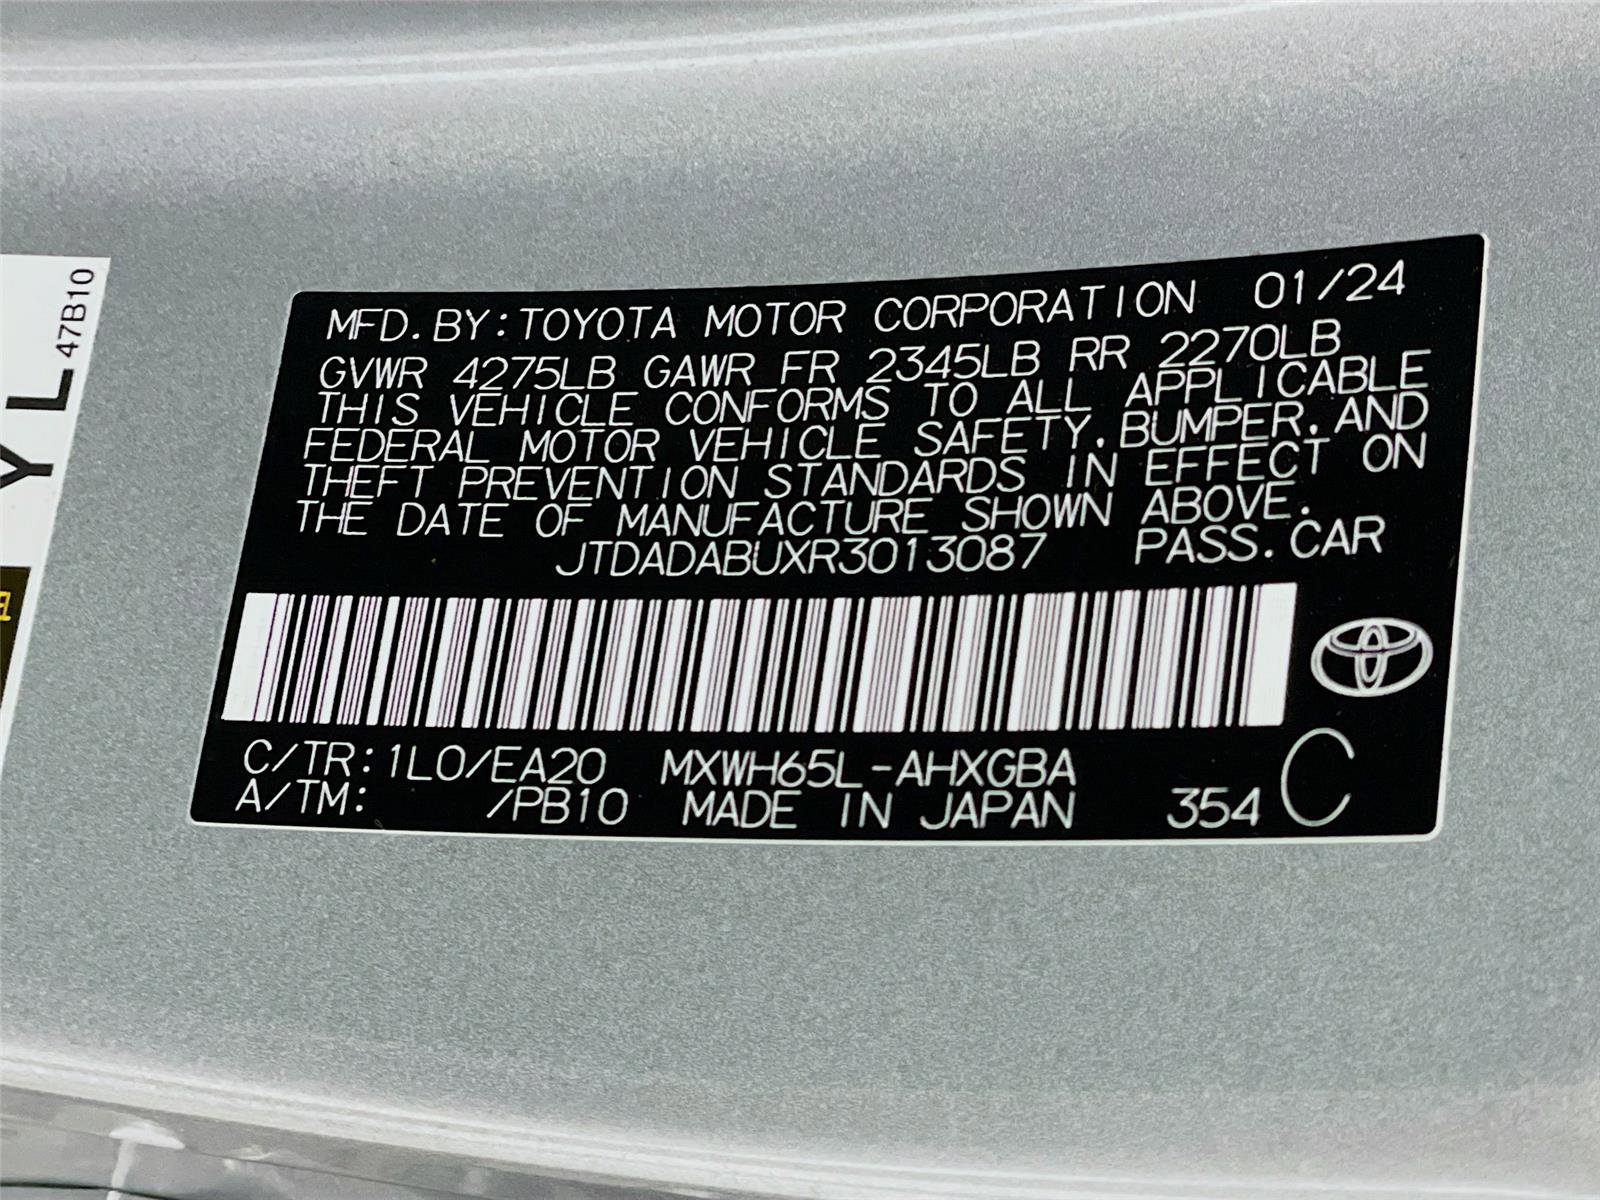 MFD.BY:TOYOTA MOTOR CORPORATION 01/24
GVWR 4275LB GAWR FR 2345LB RR 2270LB
THIS VEHICLE CONFORMS TO ALL APPLICABLE
FEDERAL MOTOR VEHICLE SAFETY,BUMPER,AND
THEFT PREVENTION STANDARDS IN EFFECT ON
THE DATE OF MANUFACTURE SHOWN ABOVE.
JTDADABUXR3013087 PASS.CAR
C/TR:1L0/EA20 MXWH65L-AHXGBA
A/TM: /PB10 MADE IN JAPAN 354 C
YL 47B10